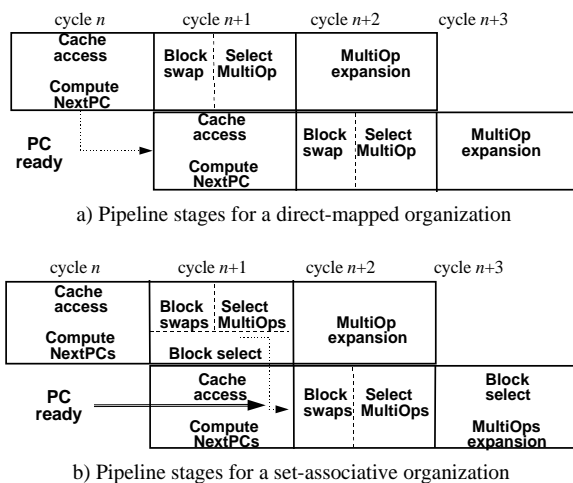 cycle n cycle n+1 cycle n+2 cycle n+3
Cache
access
Compute
NextPC
Block
swap
Select
MultiOp
MultiOp
expansion
PC
ready
Cache
access
Compute
NextPC
Block
swap
Select
MultiOp
MultiOp
expansion
a) Pipeline stages for a direct-mapped organization
cycle n cycle n+1 cycle n+2 cycle n+3
Cache
access
Compute
NextPCs
Block
swaps
Select
MultiOps
Block select
MultiOp
expansion
PC
ready
Cache
access
Compute
NextPCs
Block
swaps
Select
MultiOps
Block
select
MultiOps
expansion
b) Pipeline stages for a set-associative organization